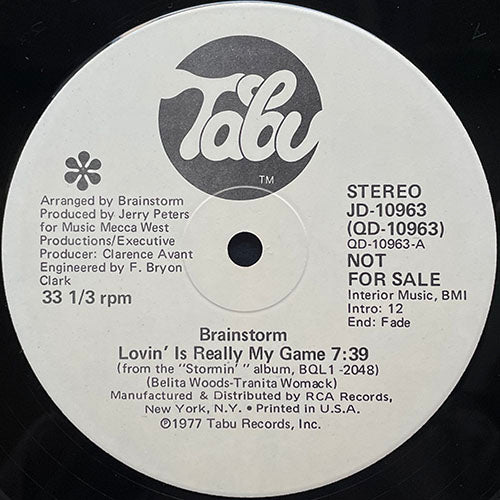 Tabu
TM
Arranged by Brainstorm
Produced by Jerry Peters
for Music Mecca West
Productions/Executive
Producer: Clarence Avant
Engineered by F. Bryon
Clark
33 1/3 rpm
STEREO
JD-10963
(QD-10963)
QD-10963-A
NOT
FOR SALE
Interior Music, BMI
Intro: 12
End: Fade
Brainstorm
Lovin' Is Really My Game 7:39
(from the "Stormin' " album, BQL1-2048)
(Belita Woods-Tranita Womack)
Manufactured & Distributed by RCA Records,
New York, N.Y. • Printed in U.S.A.
℗1977 Tabu Records, Inc.